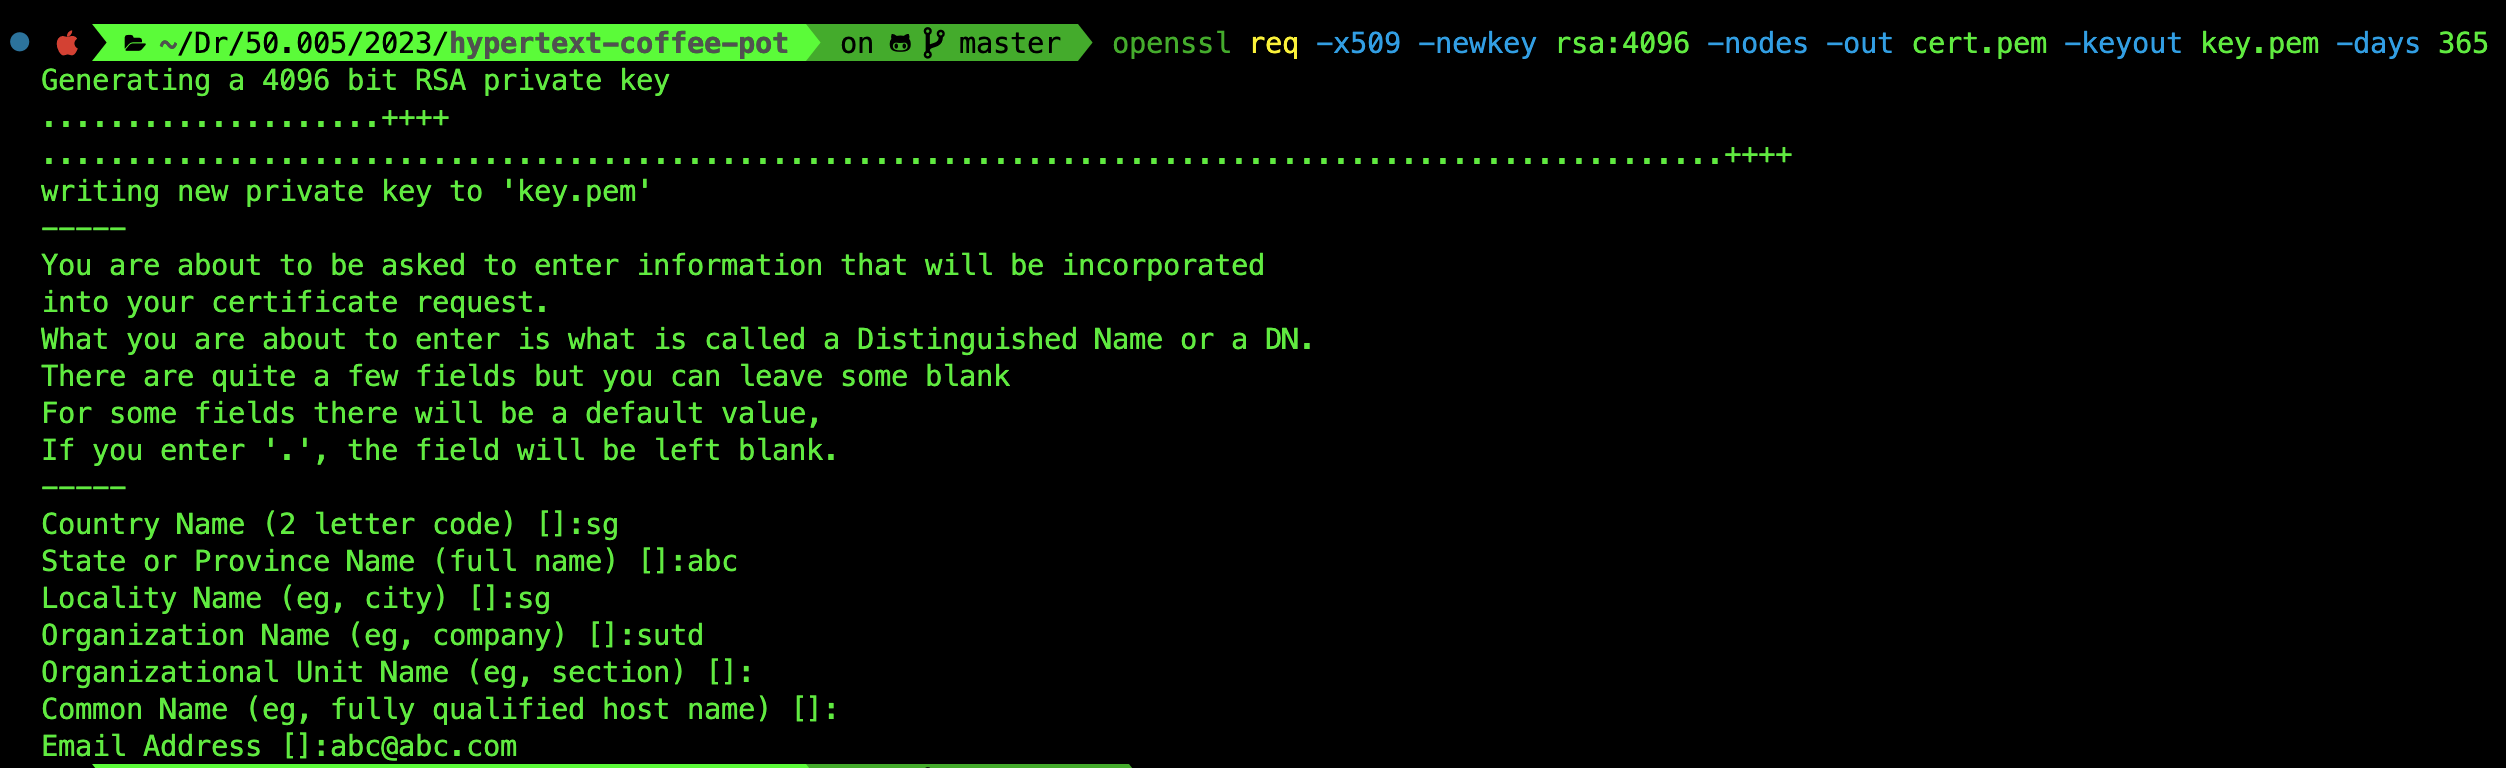 ~/Dr/50.005/2023/hypertext-coffee-pot on master openssl req -x509 -newkey rsa:4096 -nodes -out cert.pem -keyout key.pem -days 365
Generating a 4096 bit RSA private key
....................++++
...................................................................................................++++
writing new private key to 'key.pem'
-----
You are about to be asked to enter information that will be incorporated
into your certificate request.
What you are about to enter is what is called a Distinguished Name or a DN.
There are quite a few fields but you can leave some blank
For some fields there will be a default value,
If you enter '.', the field will be left blank.
-----
Country Name (2 letter code) []:sg
State or Province Name (full name) []:abc
Locality Name (eg, city) []:sg
Organization Name (eg, company) []:sutd
Organizational Unit Name (eg, section) []:
Common Name (eg, fully qualified host name) []:
Email Address []:abc@abc.com